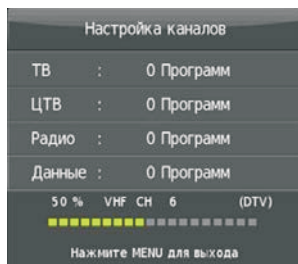 Настройка каналов
ТВ : 0 Программ
ЦТВ : 0 Программ
Радио : 0 Программ
Данные : 0 Программ
50 % VHF CH 6 (DTV)
Нажмите MENU для выхода